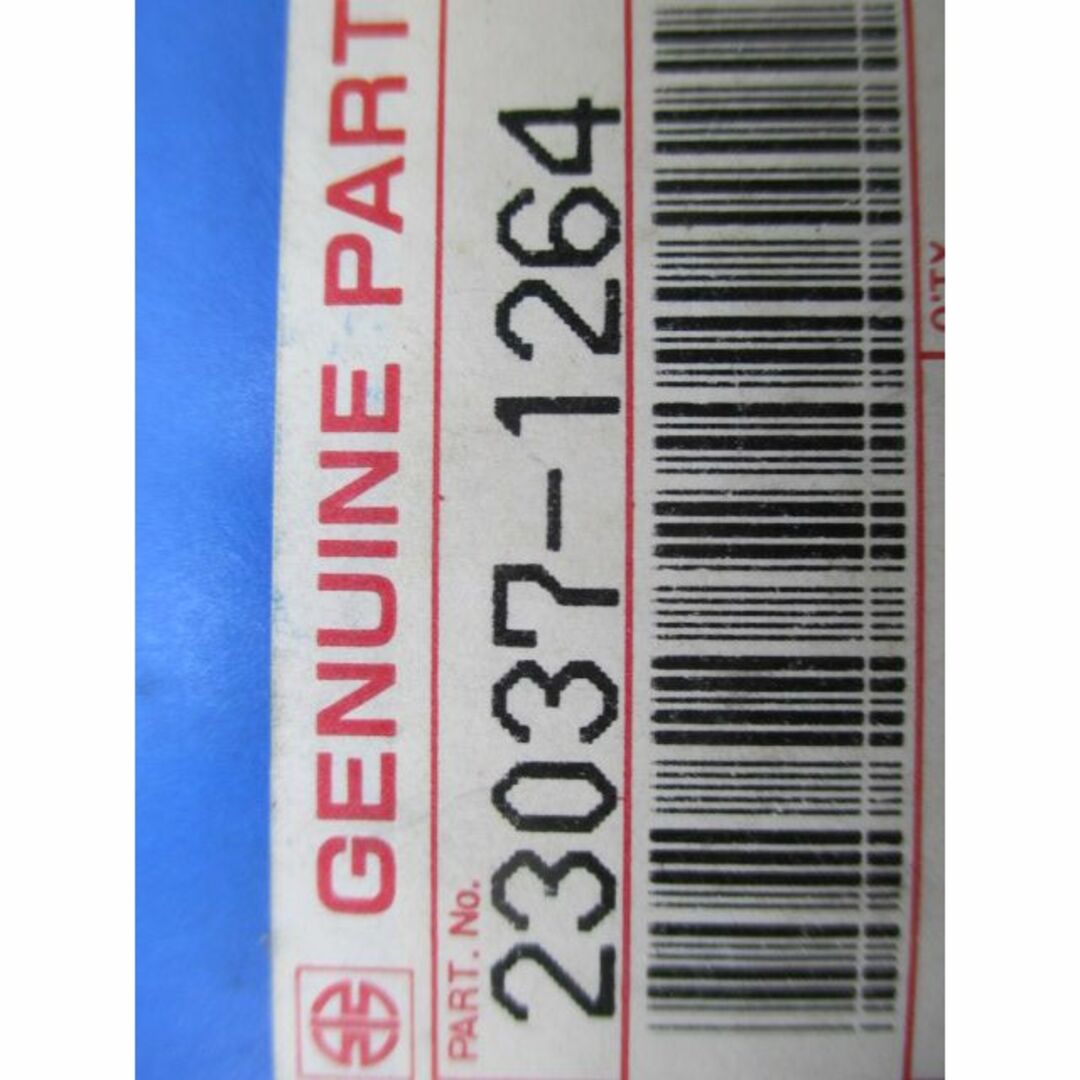 GENUINE PART
PART. No.
23037-1264
Q'TY